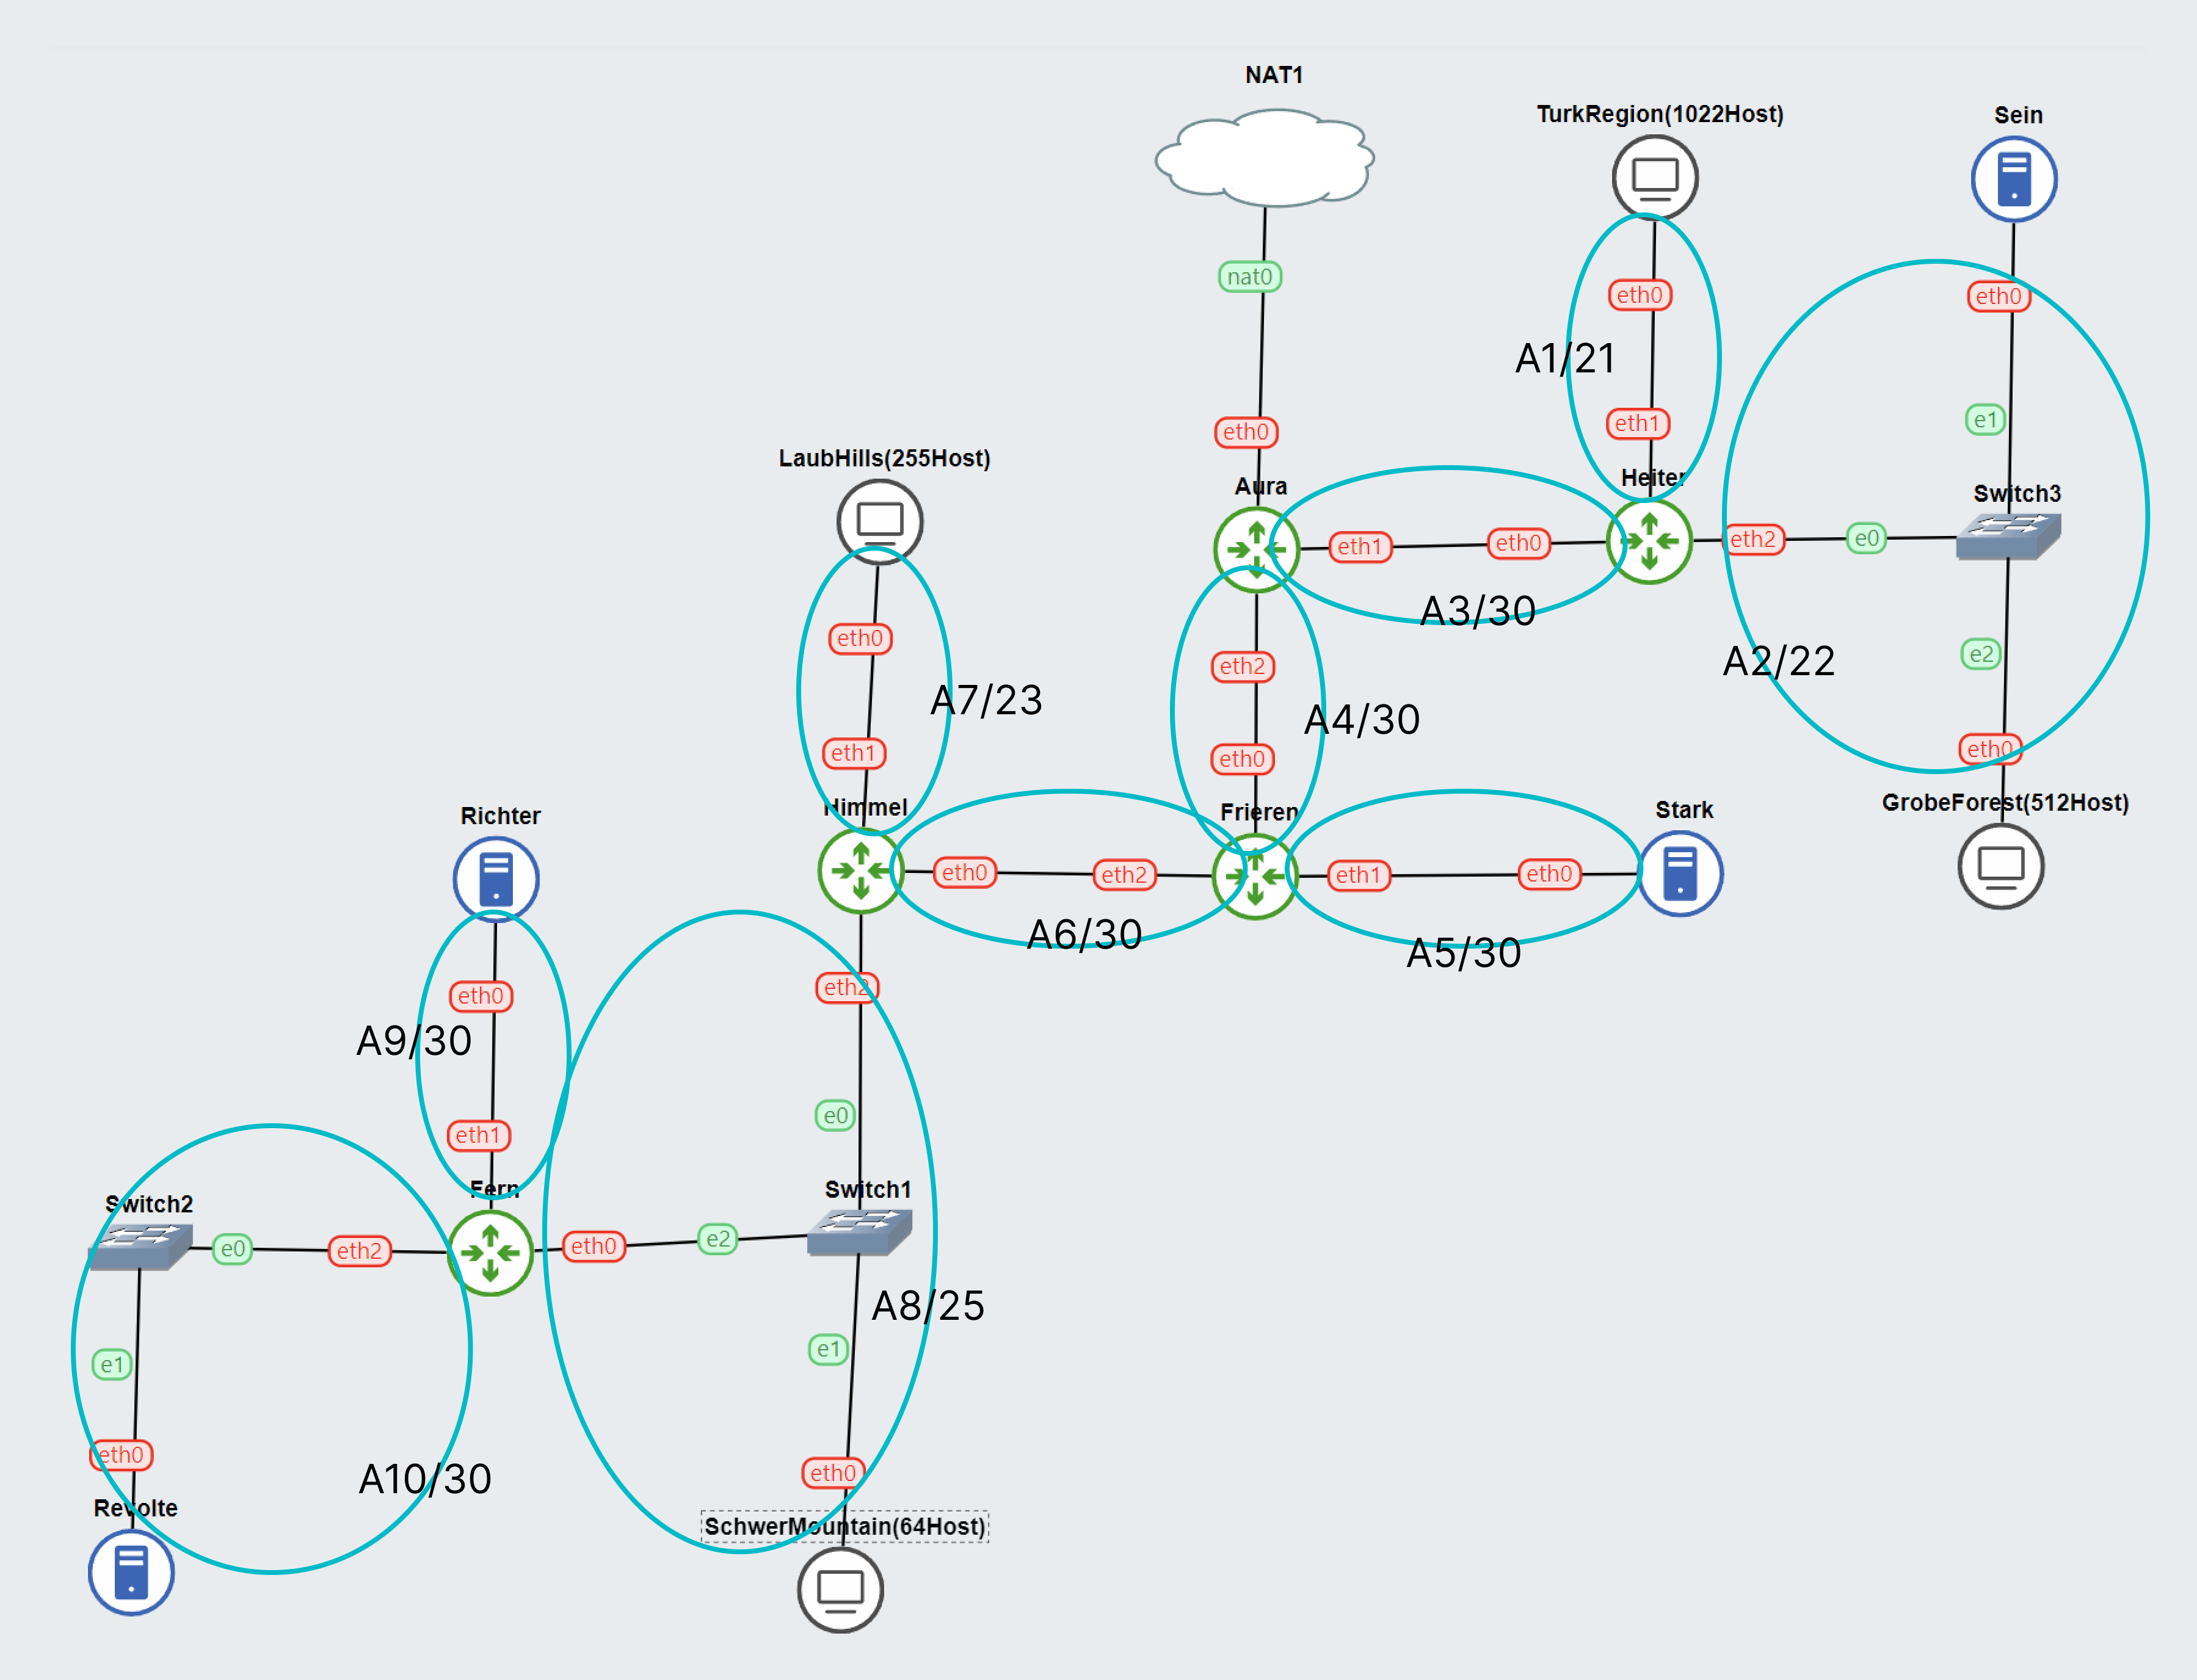 NAT1
TurkRegion(1022Host)
Sein
nat0
eth0
eth0
A1/21
eth1
e1
eth0
LaubHills(255Host)
Aura
Heiter
Switch3
eth1
eth0
eth2
e0
A3/30
eth0
eth2
A7/23
A4/30
A2/22
e2
eth1
eth0
eth0
Richter
Himmel
Frieren
Stark
GrobeForest(512Host)
eth0
eth2
eth1
eth0
A6/30
A5/30
eth0
eth2
A9/30
eth1
e0
Switch2
Fern
Switch1
e0
eth2
eth0
e2
A8/25
e1
e1
eth0
A10/30
eth0
Revolte
SchwerMountain(64Host)